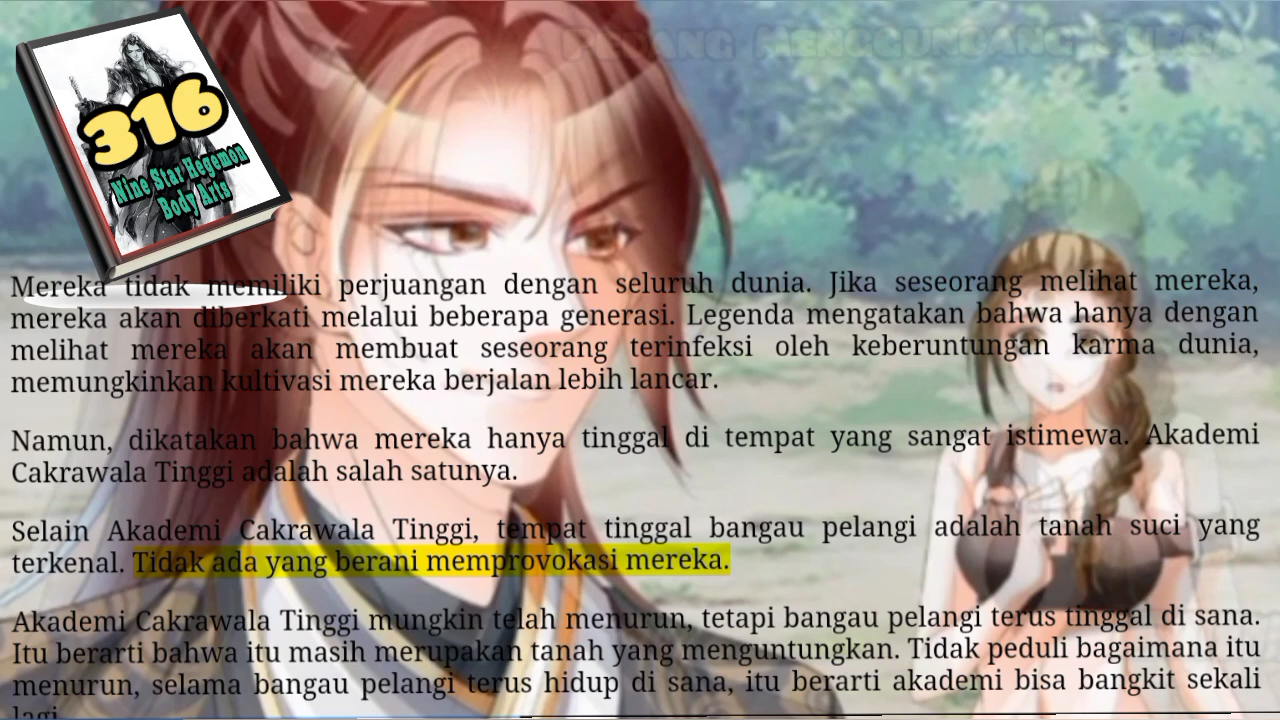 PEDANG MENGGUNCANG
316
Nine Star Hegemon
Body Arts
Mereka tidak memiliki perjuangan dengan seluruh dunia. Jika seseorang melihat mereka,
mereka akan diberkati melalui beberapa generasi. Legenda mengatakan bahwa hanya dengan
melihat mereka akan membuat seseorang terinfeksi oleh keberuntungan karma dunia,
memungkinkan kultivasi mereka berjalan lebih lancar.
Namun, dikatakan bahwa mereka hanya tinggal di tempat yang sangat istimewa. Akademi
Cakrawala Tinggi adalah salah satunya.
Selain Akademi Cakrawala Tinggi, tempat tinggal bangau pelangi adalah tanah suci yang
terkenal. Tidak ada yang berani memprovokasi mereka.
Akademi Cakrawala Tinggi mungkin telah menurun, tetapi bangau pelangi terus tinggal di sana.
Itu berarti bahwa itu masih merupakan tanah yang menguntungkan. Tidak peduli bagaimana itu
menurun, selama bangau pelangi terus hidup di sana, itu berarti akademi bisa bangkit sekali
lagi.